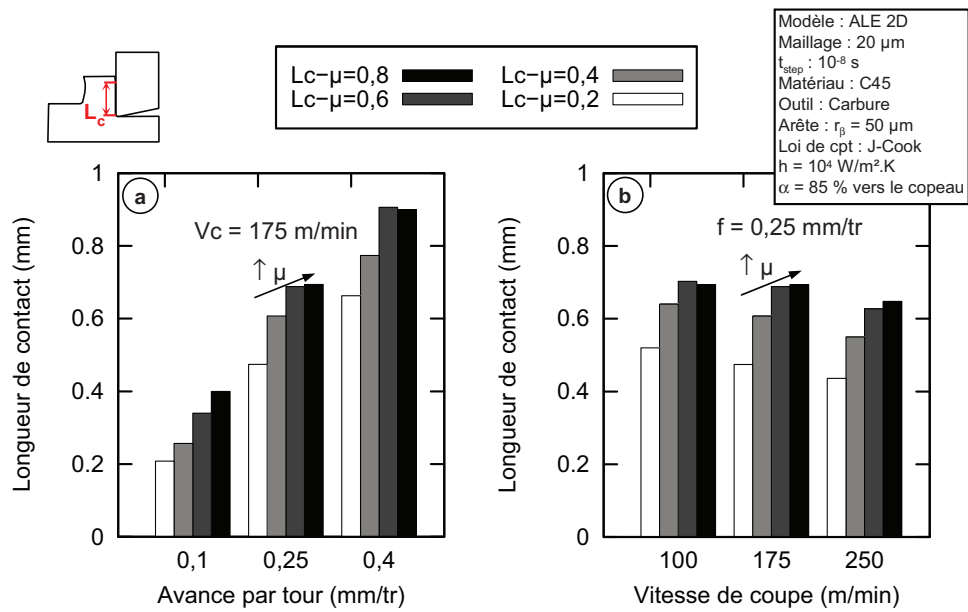 Lc
Lc−µ=0,8
Lc−µ=0,4
Lc−µ=0,6
Lc−µ=0,2
Modèle : ALE 2D
Maillage : 20 µm
tstep : 10⁻⁸ s
Matériau : C45
Outil : Carbure
Arête : rβ = 50 µm
Loi de cpt : J-Cook
h = 10⁴ W/m².K
α = 85 % vers le copeau
a
Vc = 175 m/min
↑ µ
Longueur de contact (mm)
1
0.8
0.6
0.4
0.2
0
0,1 0,25 0,4
Avance par tour (mm/tr)
b
f = 0,25 mm/tr
↑ µ
Longueur de contact (mm)
1
0.8
0.6
0.4
0.2
0
100 175 250
Vitesse de coupe (m/min)